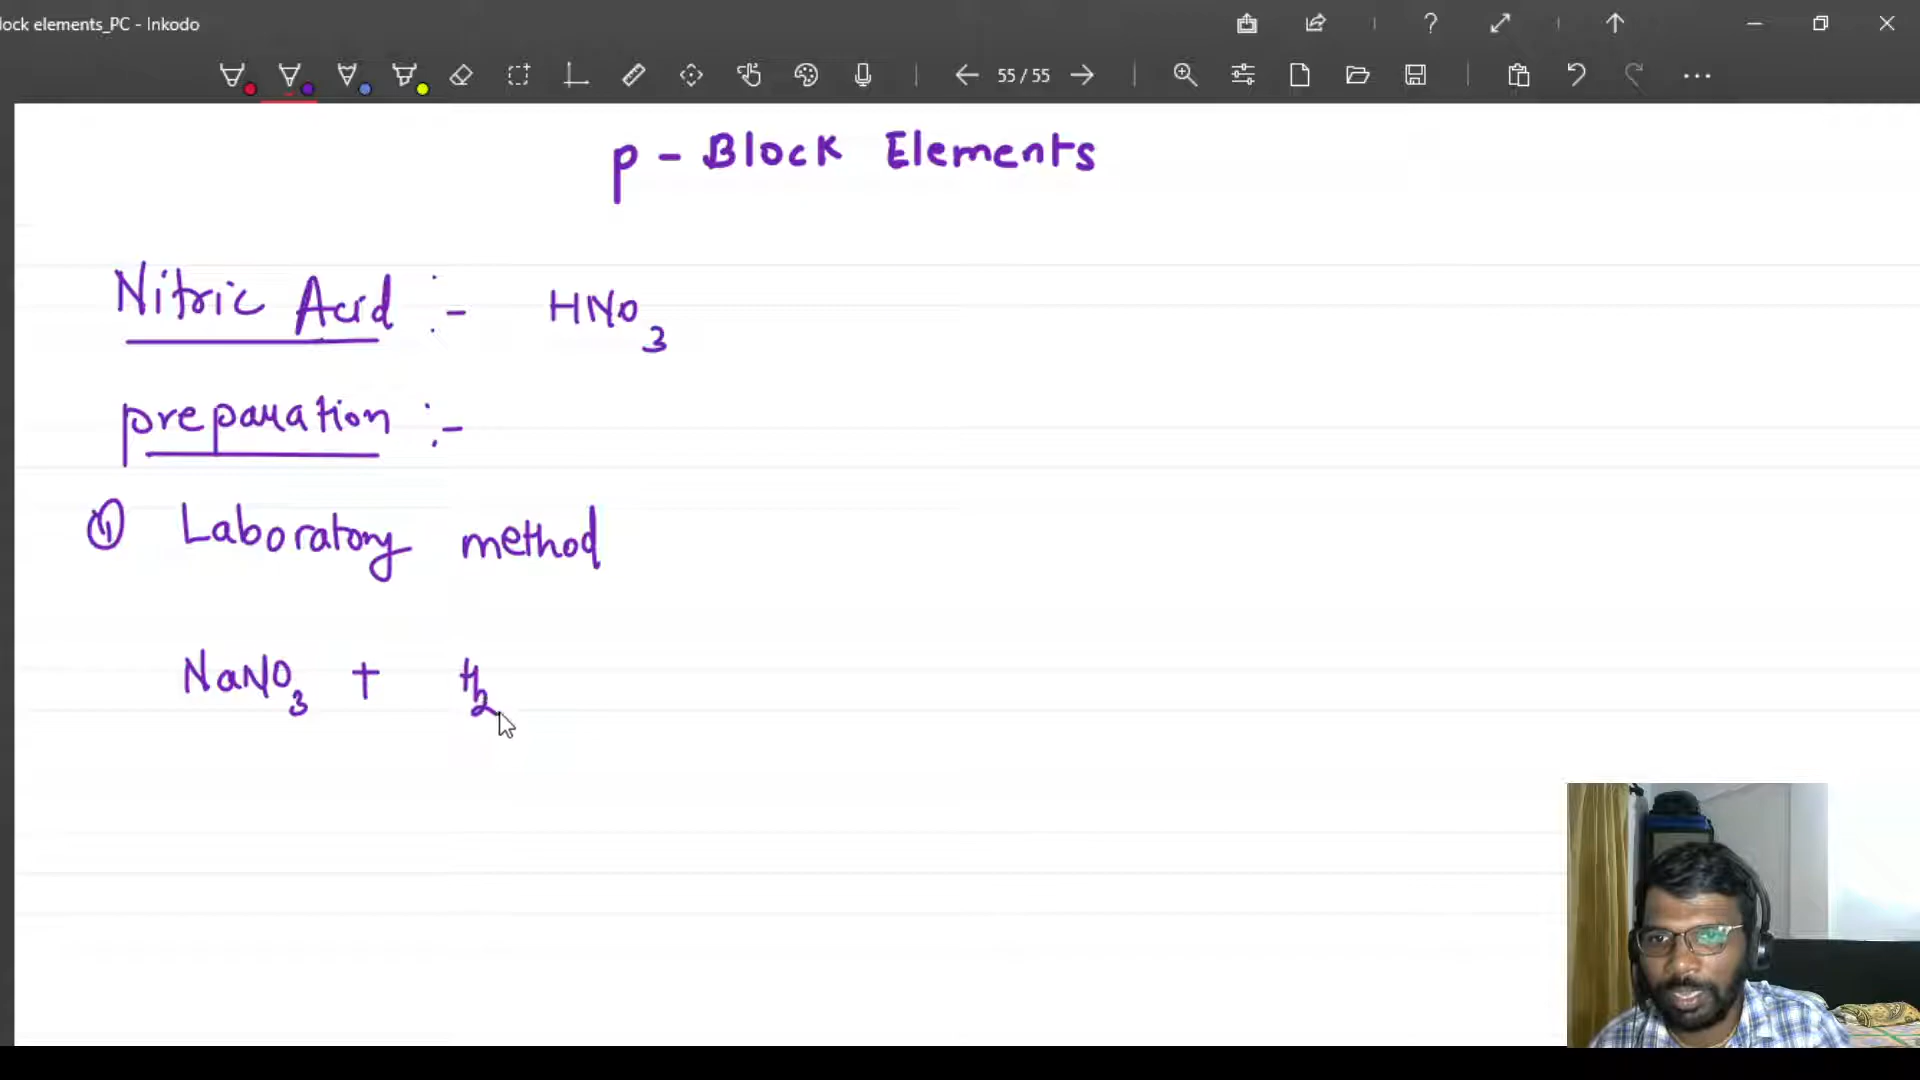 lock elements_PC - Inkodo
55 / 55
p - Block Elements
Nitric Acid :- HNO3
preparation :-
① Laboratory method
NaNO3 + H2